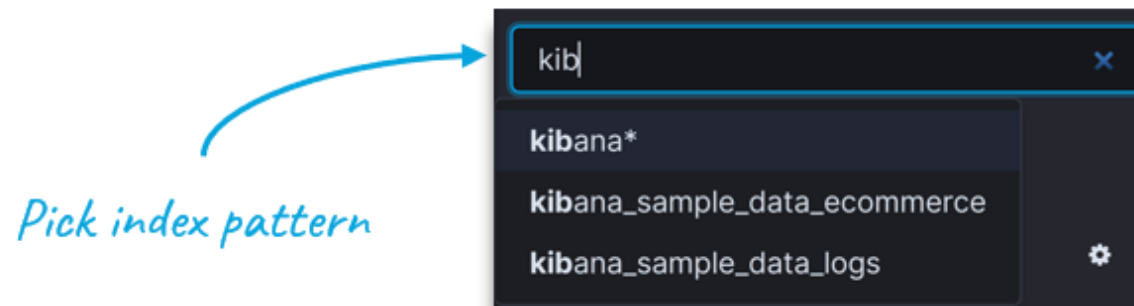 kib
kibana*
kibana_sample_data_ecommerce
kibana_sample_data_logs
Pick index pattern